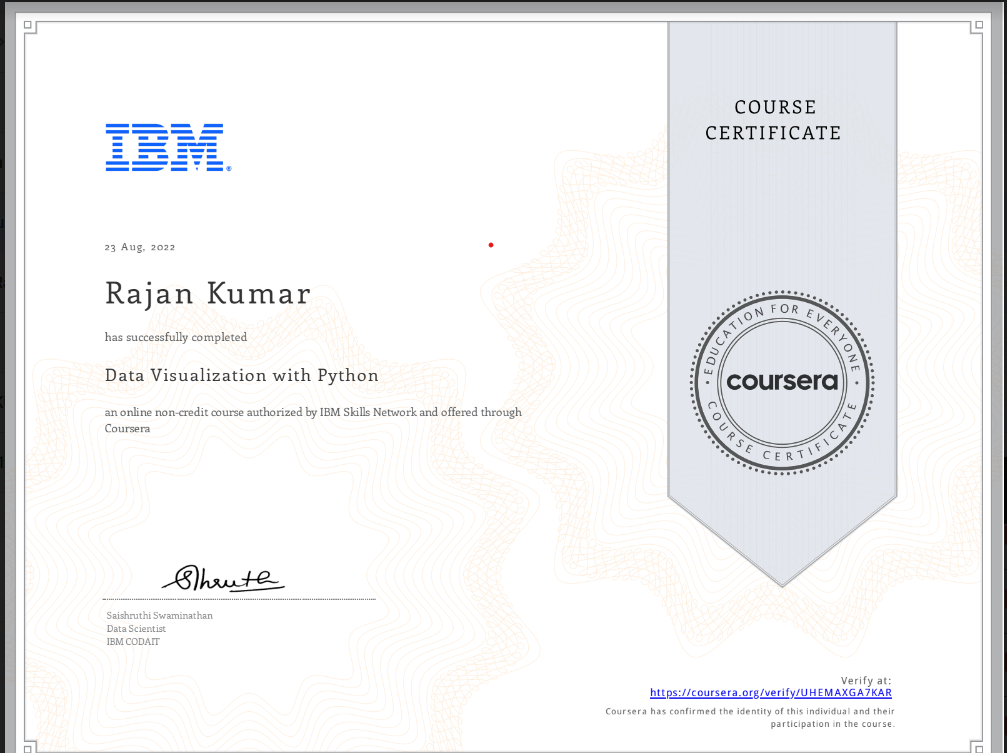 COURSE
CERTIFICATE
IBM®
23 Aug, 2022
Rajan Kumar
has successfully completed
Data Visualization with Python
an online non-credit course authorized by IBM Skills Network and offered through
Coursera
EDUCATION FOR EVERYONE
coursera
COURSE CERTIFICATE
Saishruthi Swaminathan
Data Scientist
IBM CODAIT
Verify at:
https://coursera.org/verify/UHEMAXGA7KAR
Coursera has confirmed the identity of this individual and their
participation in the course.